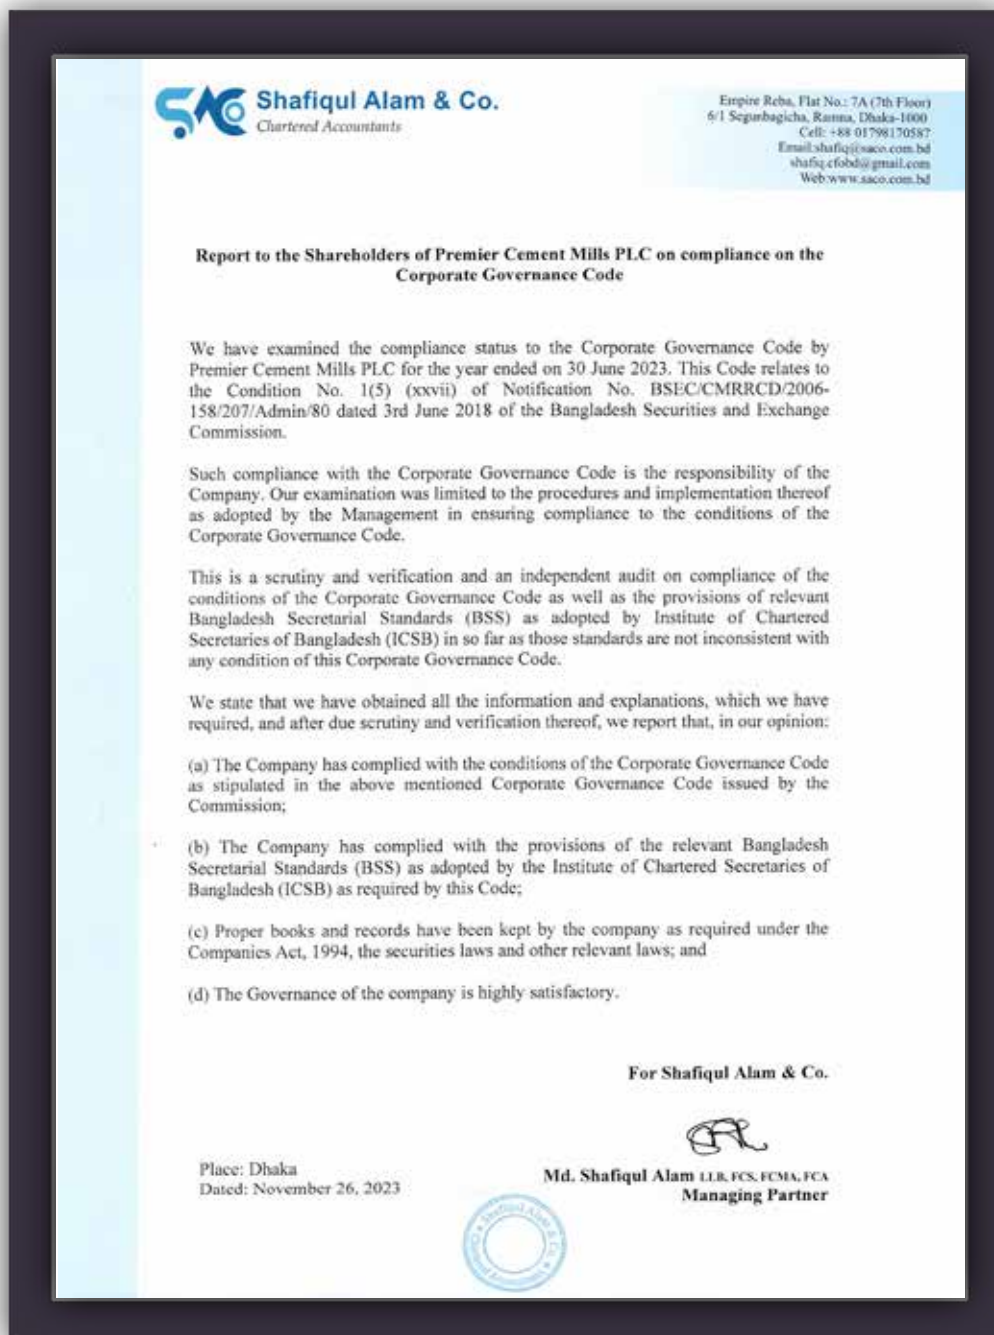 Shafiqul Alam & Co.
Chartered Accountants
Empire Reba, Flat No.: 7A (7th Floor)
6/1 Segunbagicha, Ramna, Dhaka-1000
Cell: +88 01798170587
Email:shafiq@saco.com.bd
shafiq.cfobd@gmail.com
Web:www.saco.com.bd
Report to the Shareholders of Premier Cement Mills PLC on compliance on the
Corporate Governance Code
We have examined the compliance status to the Corporate Governance Code by
Premier Cement Mills PLC for the year ended on 30 June 2023. This Code relates to
the Condition No. 1(5) (xxvii) of Notification No. BSEC/CMRRCD/2006-
158/207/Admin/80 dated 3rd June 2018 of the Bangladesh Securities and Exchange
Commission.
Such compliance with the Corporate Governance Code is the responsibility of the
Company. Our examination was limited to the procedures and implementation thereof
as adopted by the Management in ensuring compliance to the conditions of the
Corporate Governance Code.
This is a scrutiny and verification and an independent audit on compliance of the
conditions of the Corporate Governance Code as well as the provisions of relevant
Bangladesh Secretarial Standards (BSS) as adopted by Institute of Chartered
Secretaries of Bangladesh (ICSB) in so far as those standards are not inconsistent with
any condition of this Corporate Governance Code.
We state that we have obtained all the information and explanations, which we have
required, and after due scrutiny and verification thereof, we report that, in our opinion:
(a) The Company has complied with the conditions of the Corporate Governance Code
as stipulated in the above mentioned Corporate Governance Code issued by the
Commission;
(b) The Company has complied with the provisions of the relevant Bangladesh
Secretarial Standards (BSS) as adopted by the Institute of Chartered Secretaries of
Bangladesh (ICSB) as required by this Code;
(c) Proper books and records have been kept by the company as required under the
Companies Act, 1994, the securities laws and other relevant laws; and
(d) The Governance of the company is highly satisfactory.
For Shafiqul Alam & Co.
Place: Dhaka
Dated: November 26, 2023
Md. Shafiqul Alam LLB, FCS, FCMA, FCA
Managing Partner
Shafiqul Alam & Co.
Chartered Accountants